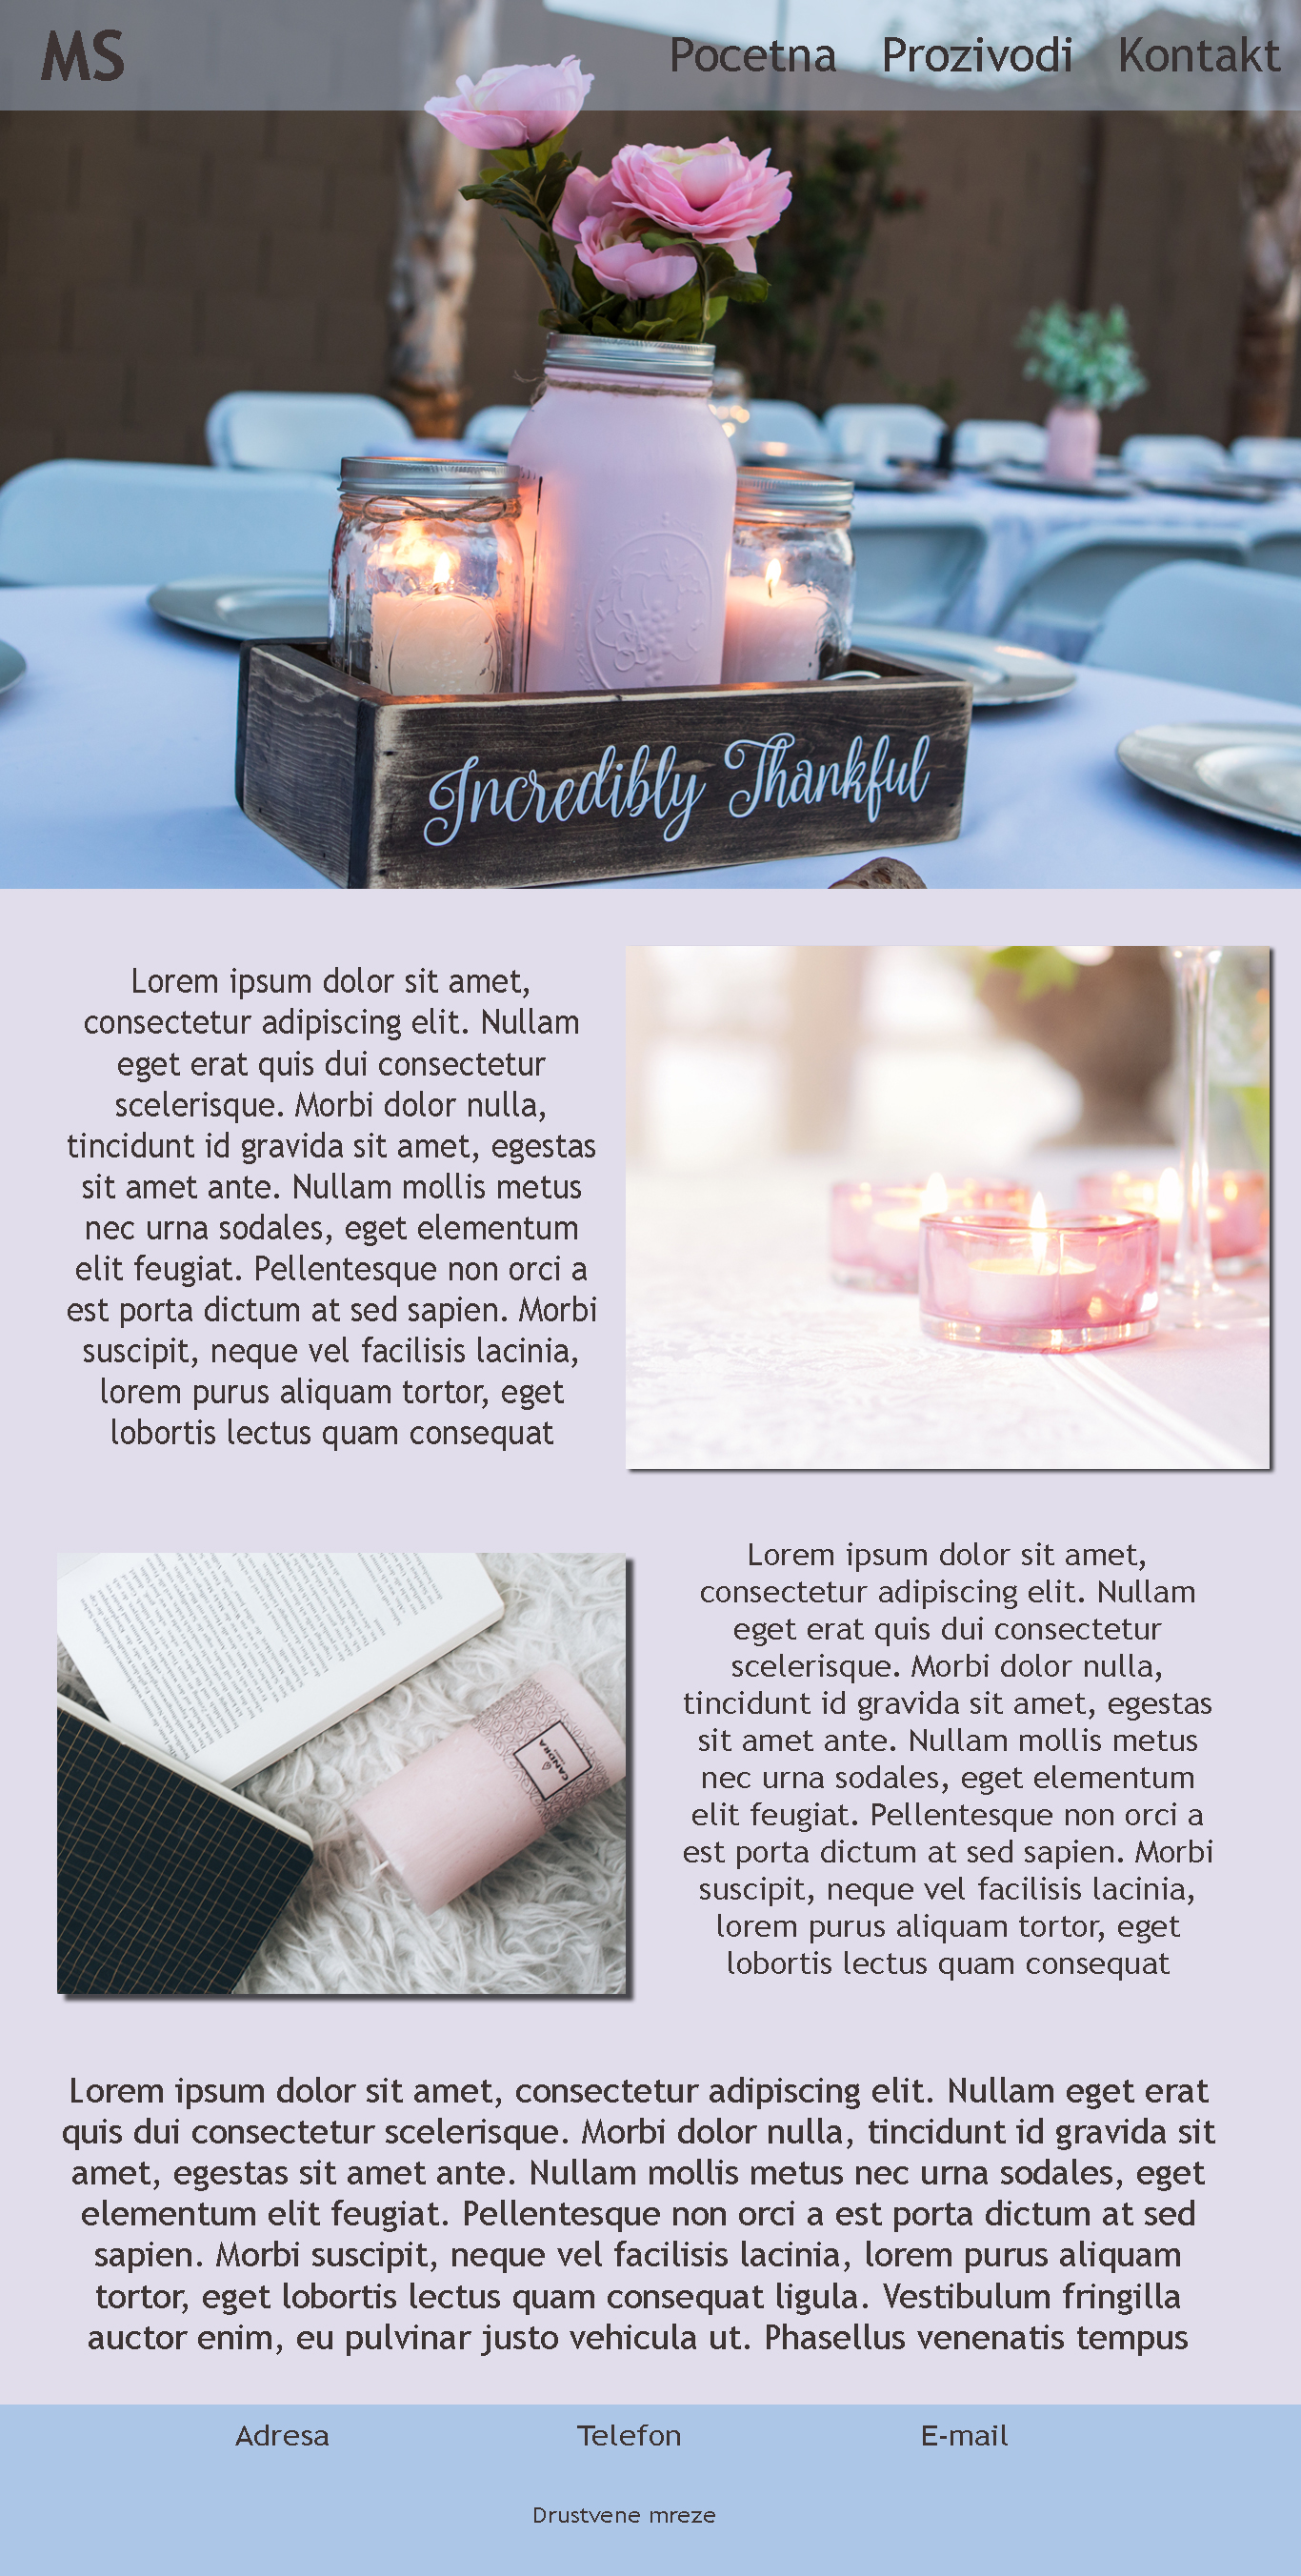 MS
Pocetna Prozivodi Kontakt
Incredibly Thankful
Lorem ipsum dolor sit amet,
consectetur adipiscing elit. Nullam
eget erat quis dui consectetur
scelerisque. Morbi dolor nulla,
tincidunt id gravida sit amet, egestas
sit amet ante. Nullam mollis metus
nec urna sodales, eget elementum
elit feugiat. Pellentesque non orci a
est porta dictum at sed sapien. Morbi
suscipit, neque vel facilisis lacinia,
lorem purus aliquam tortor, eget
lobortis lectus quam consequat
CANDRA
Lorem ipsum dolor sit amet,
consectetur adipiscing elit. Nullam
eget erat quis dui consectetur
scelerisque. Morbi dolor nulla,
tincidunt id gravida sit amet, egestas
sit amet ante. Nullam mollis metus
nec urna sodales, eget elementum
elit feugiat. Pellentesque non orci a
est porta dictum at sed sapien. Morbi
suscipit, neque vel facilisis lacinia,
lorem purus aliquam tortor, eget
lobortis lectus quam consequat
Lorem ipsum dolor sit amet, consectetur adipiscing elit. Nullam eget erat
quis dui consectetur scelerisque. Morbi dolor nulla, tincidunt id gravida sit
amet, egestas sit amet ante. Nullam mollis metus nec urna sodales, eget
elementum elit feugiat. Pellentesque non orci a est porta dictum at sed
sapien. Morbi suscipit, neque vel facilisis lacinia, lorem purus aliquam
tortor, eget lobortis lectus quam consequat ligula. Vestibulum fringilla
auctor enim, eu pulvinar justo vehicula ut. Phasellus venenatis tempus
Adresa Telefon E-mail
Drustvene mreze